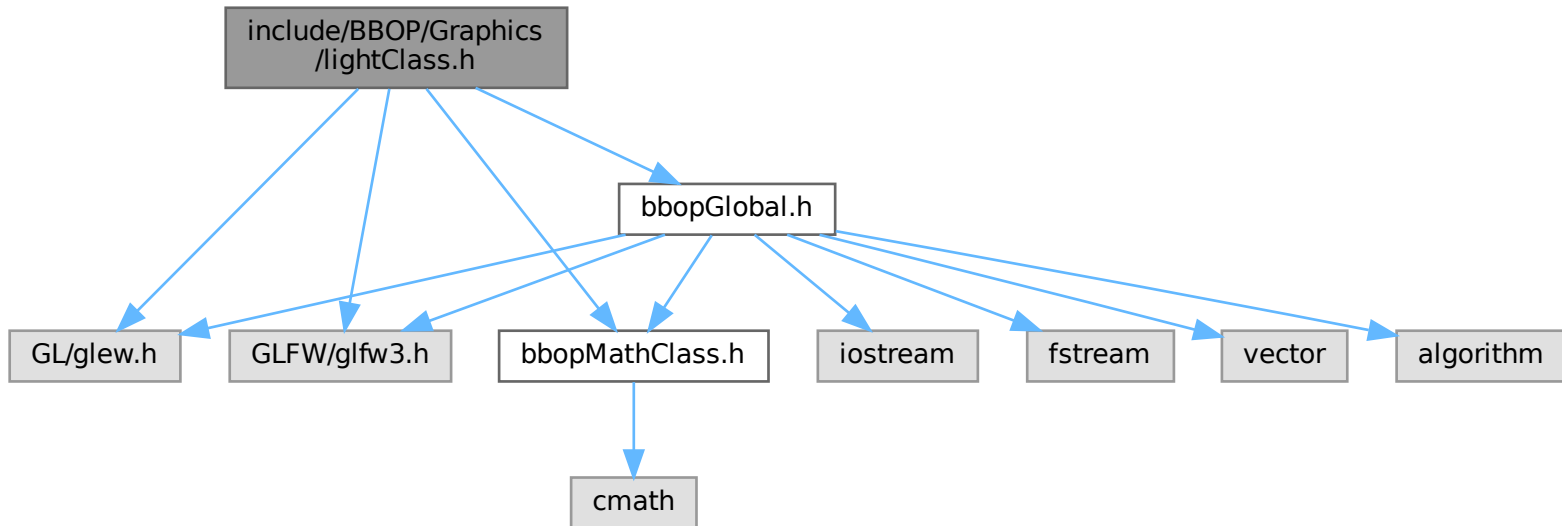 include/BBOP/Graphics
/lightClass.h
bbopGlobal.h
GL/glew.h
GLFW/glfw3.h
bbopMathClass.h
iostream
fstream
vector
algorithm
cmath